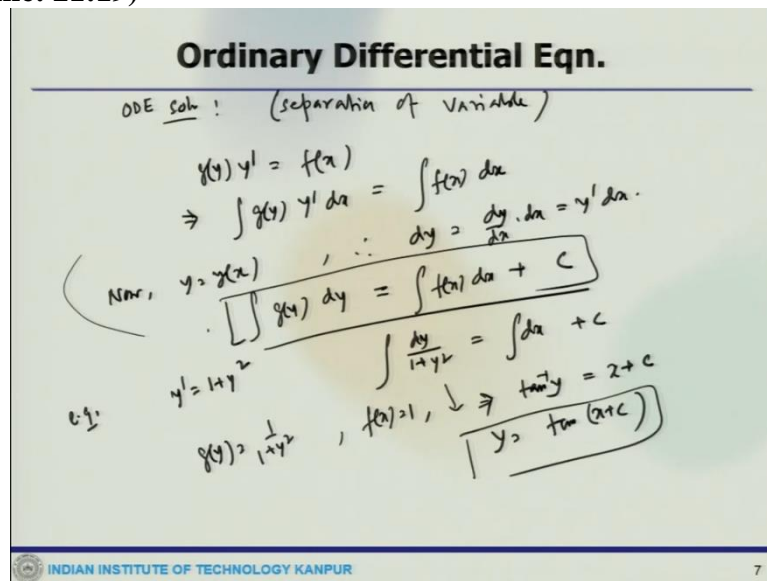 Ordinary Differential Eqn.
ODE Soln : (separation of variable)
g(y) y' = f(x)
⇒ ∫ g(y) y' dx = ∫ f(x) dx
Now, y = y(x) , ∴ dy = dy/dx . dx = y' dx.
∫ g(y) dy = ∫ f(x) dx + C
e.g: y' = 1+y² ∫ dy/1+y² = ∫ dx + c
g(y) = 1/1+y² , f(x)=1, ↓ ⇒ tan⁻¹y = x+c
y = tan (x+c)
INDIAN INSTITUTE OF TECHNOLOGY KANPUR
7